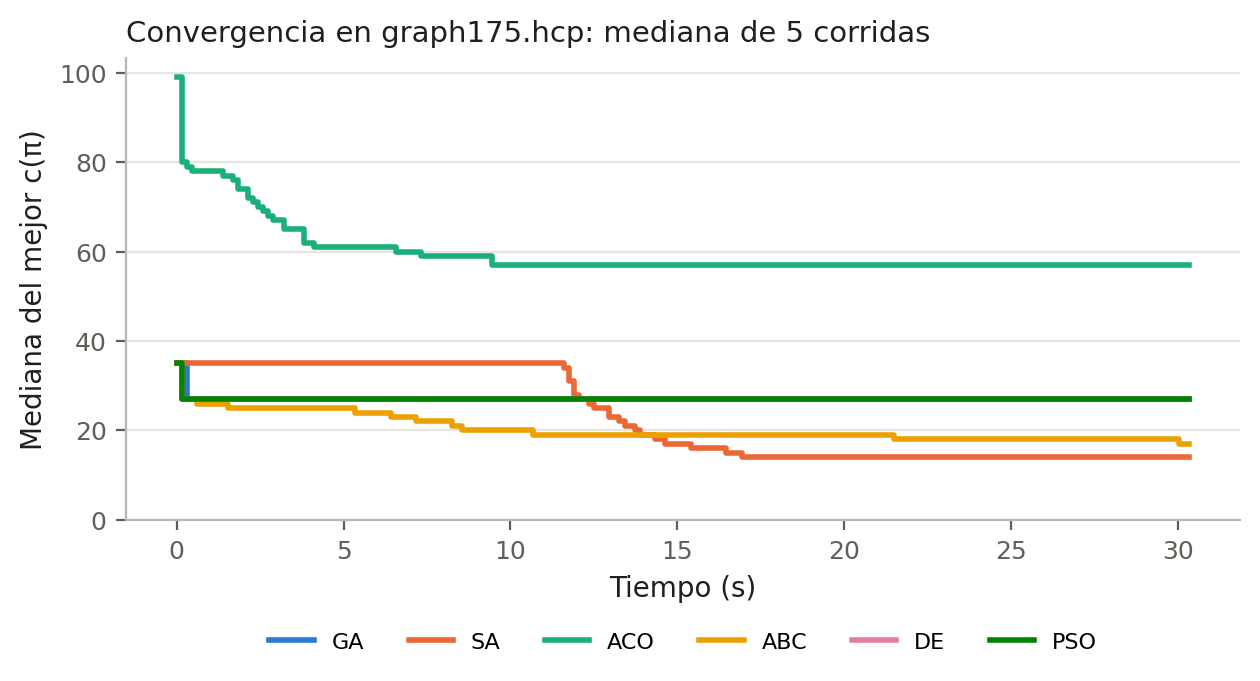 Convergencia en graph175.hcp: mediana de 5 corridas
Mediana del mejor c(π)
100
80
60
40
20
0
0 5 10 15 20 25 30
Tiempo (s)
GA SA ACO ABC DE PSO